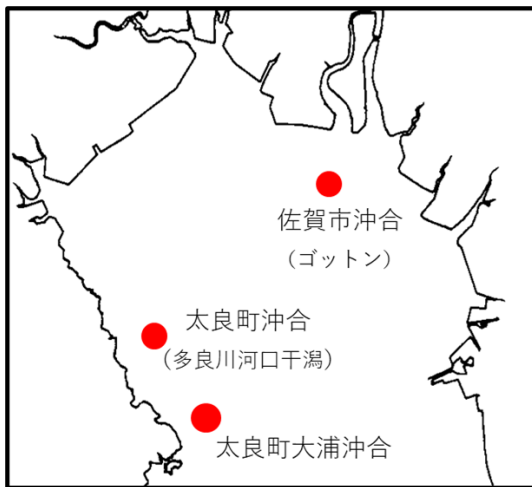 佐賀市沖合
（ゴットン）
太良町沖合
（多良川河口干潟）
太良町大浦沖合